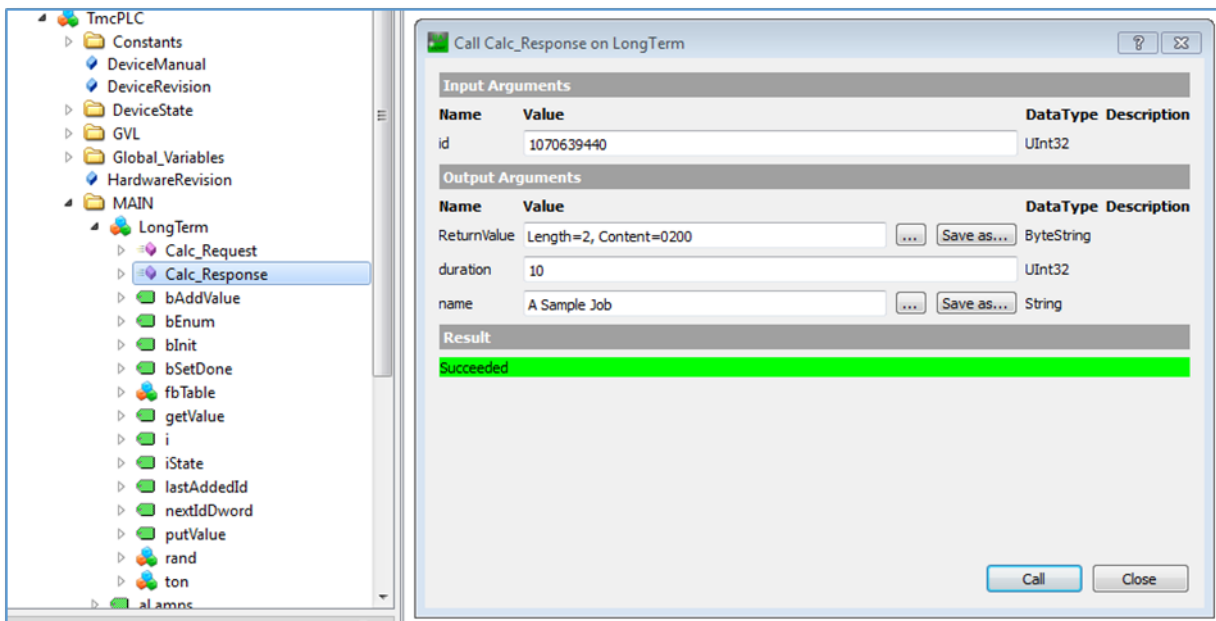 TmcPLC
Constants
DeviceManual
DeviceRevision
DeviceState
GVL
Global_Variables
HardwareRevision
MAIN
LongTerm
Calc_Request
Calc_Response
bAddValue
bEnum
bInit
bSetDone
fbTable
getValue
i
iState
lastAddedId
nextIdDword
putValue
rand
ton
aLamps
Call Calc_Response on LongTerm
Input Arguments
Name Value DataType Description
id 1070639440 UInt32
Output Arguments
Name Value DataType Description
ReturnValue Length=2, Content=0200 ... Save as... ByteString
duration 10 UInt32
name A Sample Job ... Save as... String
Result
Succeeded
Call Close